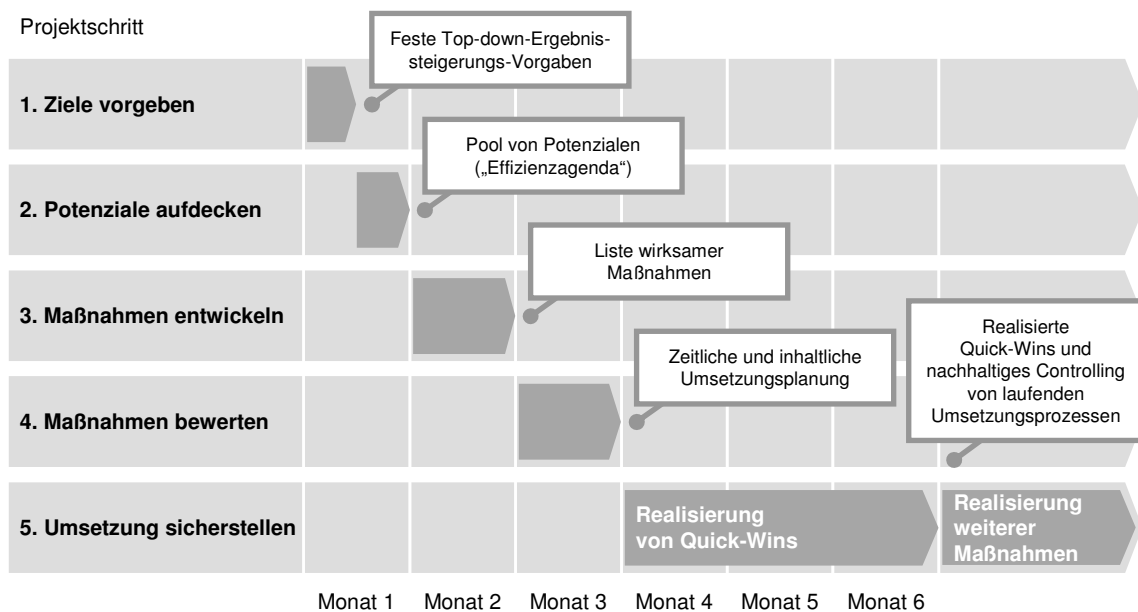 Projektschritt
Feste Top-down-Ergebnis-
steigerungs-Vorgaben
1. Ziele vorgeben
Pool von Potenzialen
(„Effizienzagenda“)
2. Potenziale aufdecken
Liste wirksamer
Maßnahmen
3. Maßnahmen entwickeln
Realisierte
Quick-Wins und
nachhaltiges Controlling
von laufenden
Umsetzungsprozessen
Zeitliche und inhaltliche
Umsetzungsplanung
4. Maßnahmen bewerten
5. Umsetzung sicherstellen
Realisierung
von Quick-Wins
Realisierung
weiterer
Maßnahmen
Monat 1
Monat 2
Monat 3
Monat 4
Monat 5
Monat 6